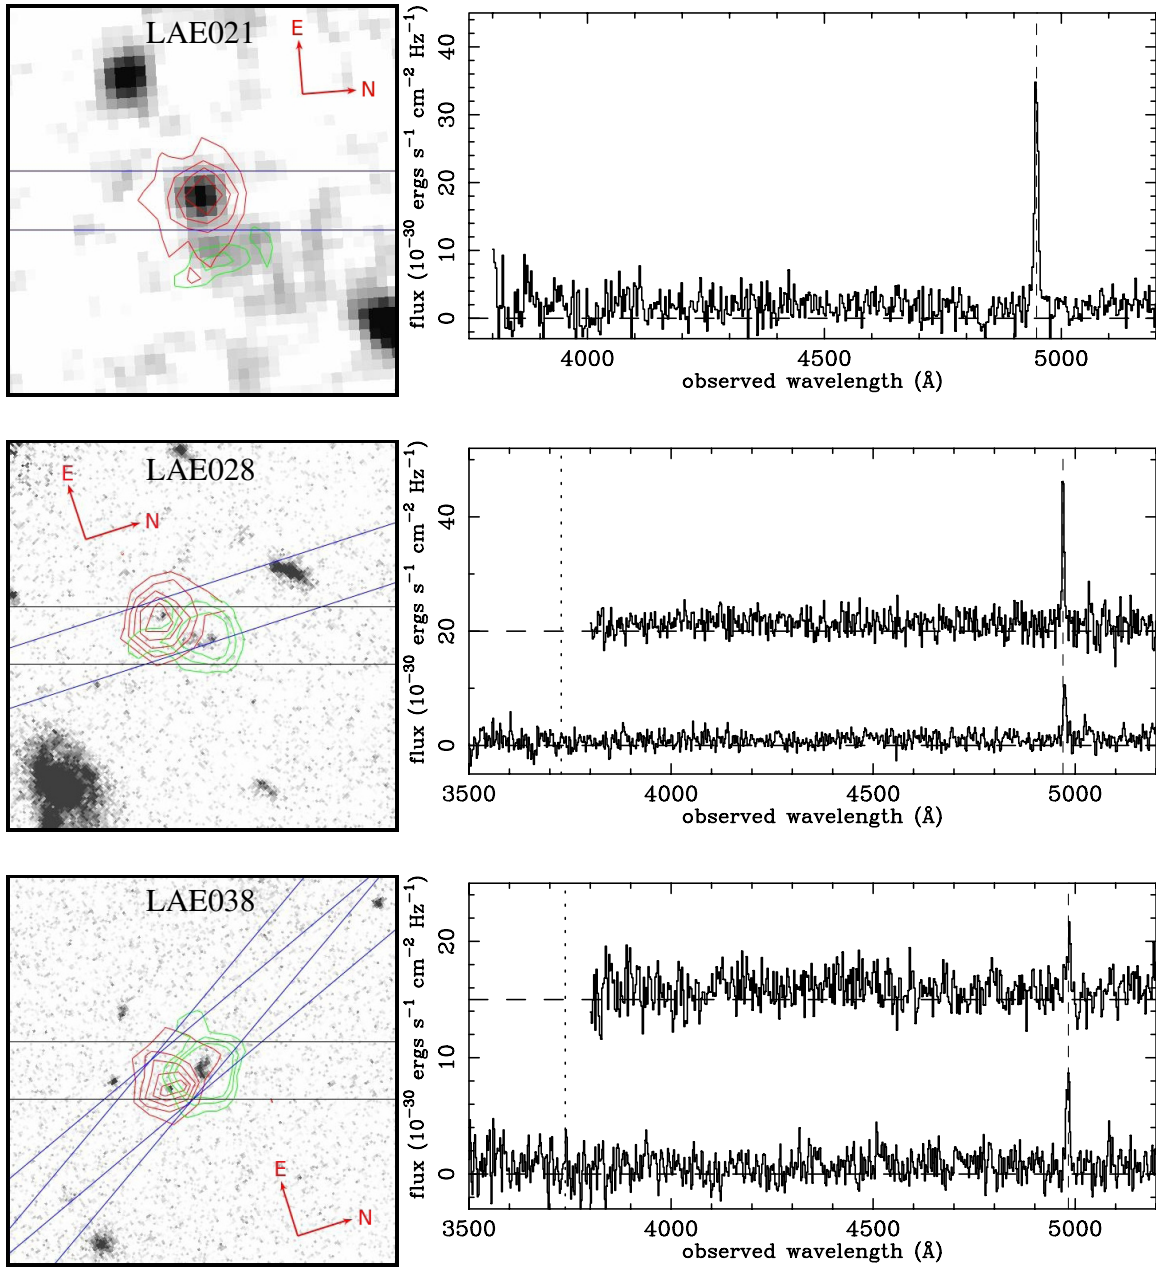 LAE021
E
N
flux (10⁻³⁰ ergs s⁻¹ cm⁻² Hz⁻¹)
40
30
20
10
0
4000 4500 5000
observed wavelength (Å)
LAE028
E
N
flux (10⁻³⁰ ergs s⁻¹ cm⁻² Hz⁻¹)
40
20
0
3500 4000 4500 5000
observed wavelength (Å)
LAE038
E
N
flux (10⁻³⁰ ergs s⁻¹ cm⁻² Hz⁻¹)
20
10
0
3500 4000 4500 5000
observed wavelength (Å)